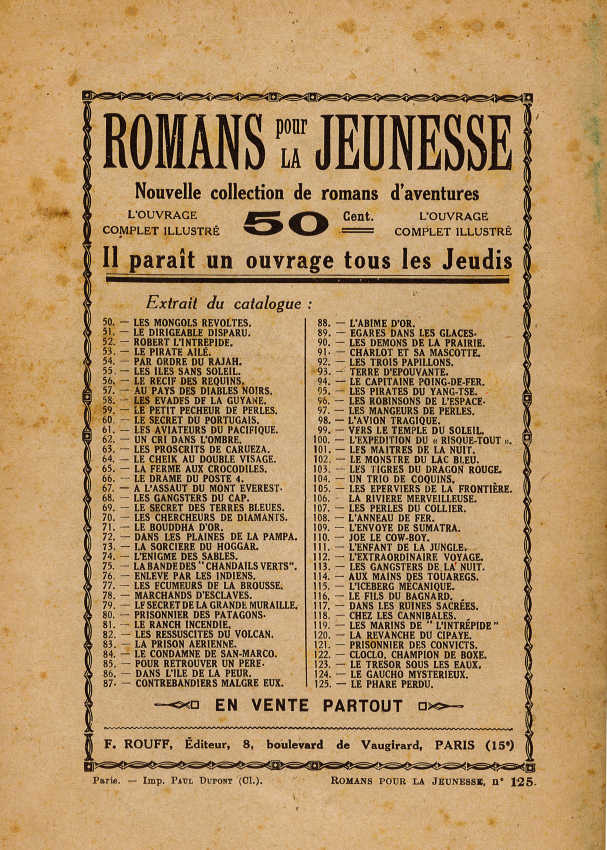 ROMANS pour LA JEUNESSE
Nouvelle collection de romans d'aventures
L'OUVRAGE COMPLET ILLUSTRÉ
50 Cent.
L'OUVRAGE COMPLET ILLUSTRÉ
Il paraît un ouvrage tous les Jeudis
Extrait du catalogue :
50. — LES MONGOLS REVOLTES.
51. — LE DIRIGEABLE DISPARU.
52. — ROBERT L'INTREPIDE.
53. — LE PIRATE AILÉ.
54. — PAR ORDRE DU RAJAH.
55. — LES ILES SANS SOLEIL.
56. — LE RECIF DES REQUINS.
57. — AU PAYS DES DIABLES NOIRS.
58. — LES EVADES DE LA GUYANE.
59. — LE PETIT PECHEUR DE PERLES.
60. — LE SECRET DU PORTUGAIS.
61. — LES AVIATEURS DU PACIFIQUE.
62. — UN CRI DANS L'OMBRE.
63. — LES PROSCRITS DE CARUEZA.
64. — LE CHEIK AU DOUBLE VISAGE.
65. — LA FERME AUX CROCODILES.
66. — LE DRAME DU POSTE 4.
67. — A L'ASSAUT DU MONT EVEREST.
68. — LES GANGSTERS DU CAP.
69. — LE SECRET DES TERRES BLEUES.
70. — LES CHERCHEURS DE DIAMANTS.
71. — LE BOUDDHA D'OR.
72. — DANS LES PLAINES DE LA PAMPA.
73. — LA SORCIERE DU HOGGAR.
74. — L'ENIGME DES SABLES.
75. — LA BANDE DES "CHANDAILS VERTS".
76. — ENLEVE PAR LES INDIENS.
77. — LES ECUMEURS DE LA BROUSSE.
78. — MARCHANDS D'ESCLAVES.
79. — LE SECRET DE LA GRANDE MURAILLE.
80. — PRISONNIER DES PATAGONS.
81. — LE RANCH INCENDIE.
82. — LES RESSUSCITES DU VOLCAN.
83. — LA PRISON AERIENNE.
84. — LE CONDAMNE DE SAN-MARCO.
85. — POUR RETROUVER UN PERE.
86. — DANS L'ILE DE LA PEUR.
87. — CONTREBANDIERS MALGRE EUX.
88. — L'ABIME D'OR.
89. — EGARES DANS LES GLACES.
90. — LES DEMONS DE LA PRAIRIE.
91. — CHARLOT ET SA MASCOTTE.
92. — LES TROIS PAPILLONS.
93. — TERRE D'EPOUVANTE.
94. — LE CAPITAINE POING-DE-FER.
95. — LES PIRATES DU YANG-TSE.
96. — LES ROBINSONS DE L'ESPACE.
97. — LES MANGEURS DE PERLES.
98. — L'AVION TRAGIQUE.
99. — VERS LE TEMPLE DU SOLEIL.
100. — L'EXPEDITION DU « RISQUE-TOUT ».
101. — LES MAITRES DE LA NUIT.
102. — LE MONSTRE DU LAC BLEU.
103. — LES TIGRES DU DRAGON ROUGE.
104. — UN TRIO DE COQUINS.
105. — LES EPERVIERS DE LA FRONTIÈRE.
106. — LA RIVIERE MERVEILLEUSE.
107. — LES PERLES DU COLLIER.
108. — L'ANNEAU DE FER.
109. — L'ENVOYE DE SUMATRA.
110. — JOE LE COW-BOY.
111. — L'ENFANT DE LA JUNGLE.
112. — L'EXTRAORDINAIRE VOYAGE.
113. — LES GANGSTERS DE LA NUIT.
114. — AUX MAINS DES TOUAREGS.
115. — L'ICEBERG MÉCANIQUE.
116. — LE FILS DU BAGNARD.
117. — DANS LES RUINES SACRÉES.
118. — CHEZ LES CANNIBALES.
119. — LES MARINS DE "L'INTRÉPIDE"
120. — LA REVANCHE DU CIPAYE.
121. — PRISONNIER DES CONVICTS.
122. — CLOCLO, CHAMPION DE BOXE.
123. — LE TRESOR SOUS LES EAUX.
124. — LE GAUCHO MYSTERIEUX.
125. — LE PHARE PERDU.
EN VENTE PARTOUT
F. ROUFF, Éditeur, 8, boulevard de Vaugirard, PARIS (15e)
Paris. — Imp. PAUL DUPONT (Cl.). ROMANS POUR LA JEUNESSE, n° 125.